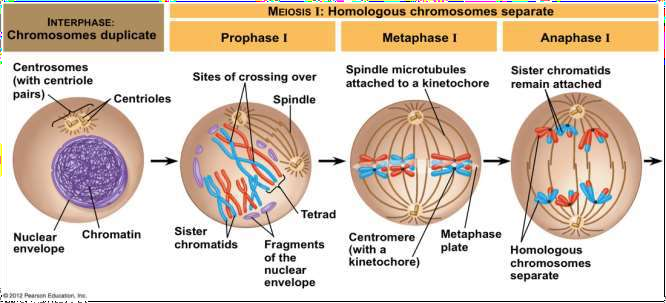 INTERPHASE:
Chromosomes duplicate
MEIOSIS I: Homologous chromosomes separate
Prophase I
Metaphase I
Anaphase I
Centrosomes
(with centriole
pairs)
Centrioles
Nuclear
envelope
Chromatin
Sites of crossing over
Spindle
Tetrad
Sister
chromatids
Fragments
of the
nuclear
envelope
Spindle microtubules
attached to a kinetochore
Centromere
(with a
kinetochore)
Metaphase
plate
Sister chromatids
remain attached
Homologous
chromosomes
separate
© 2012 Pearson Education, Inc.